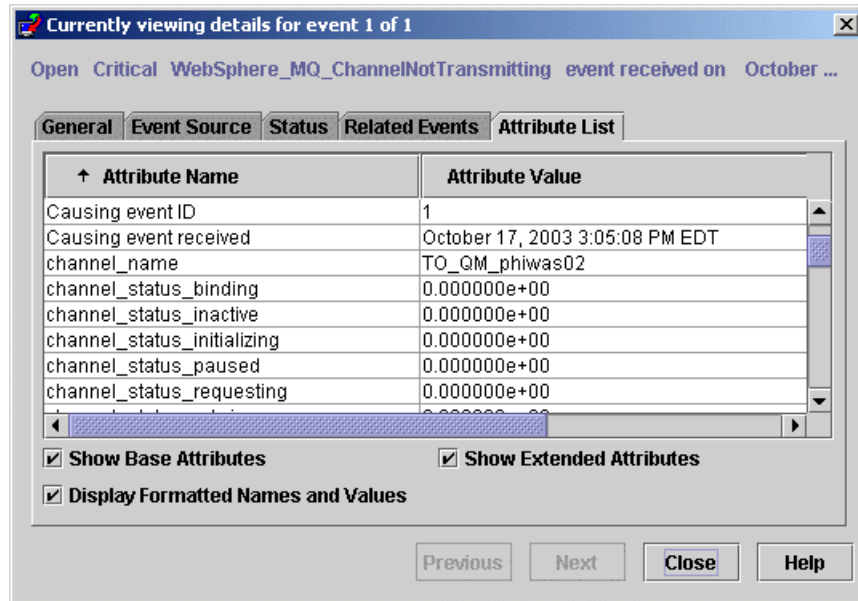 Currently viewing details for event 1 of 1
Open Critical WebSphere_MQ_ChannelNotTransmitting event received on October ...
General Event Source Status Related Events Attribute List
Attribute Name Attribute Value
Causing event ID 1
Causing event received October 17, 2003 3:05:08 PM EDT
channel_name TO_QM_phiwas02
channel_status_binding 0.000000e+00
channel_status_inactive 0.000000e+00
channel_status_initializing 0.000000e+00
channel_status_paused 0.000000e+00
channel_status_requesting 0.000000e+00
Show Base Attributes Show Extended Attributes
Display Formatted Names and Values
Previous Next Close Help